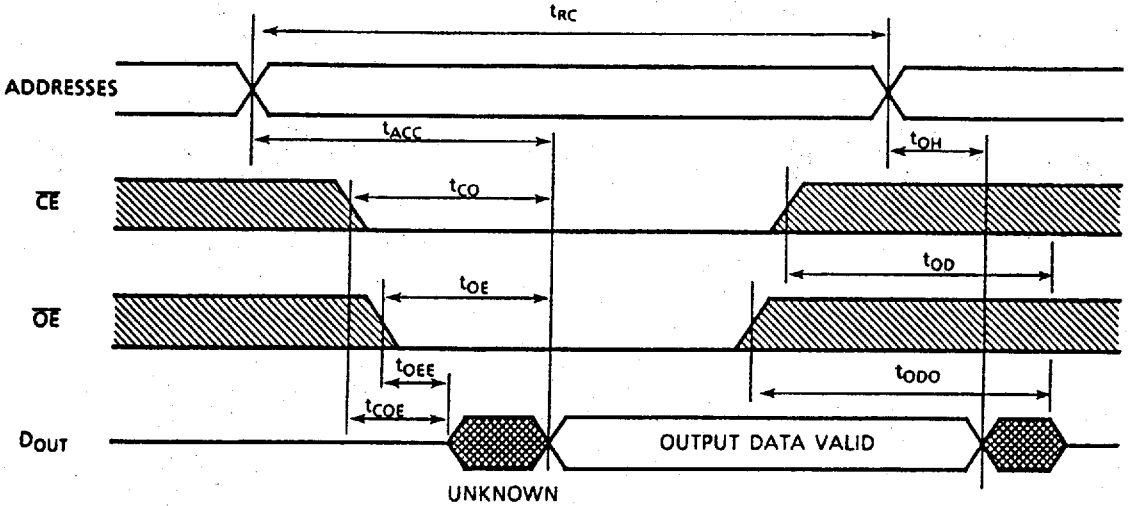 tRC
ADDRESSES
tACC
tOH
CE
tCO
tOD
OE
tOE
tOEE
tODO
tCOE
DOUT
OUTPUT DATA VALID
UNKNOWN